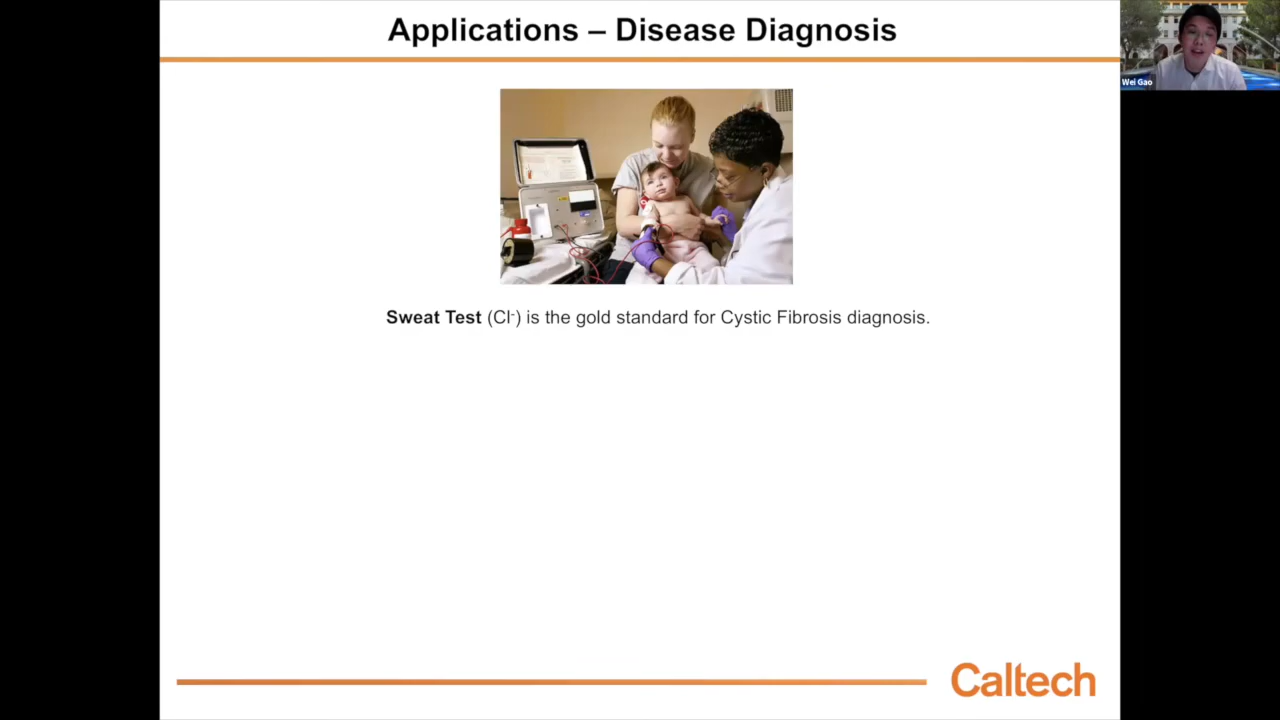 Applications – Disease Diagnosis
Wei Gao
Sweat Test (Cl⁻) is the gold standard for Cystic Fibrosis diagnosis.
Caltech